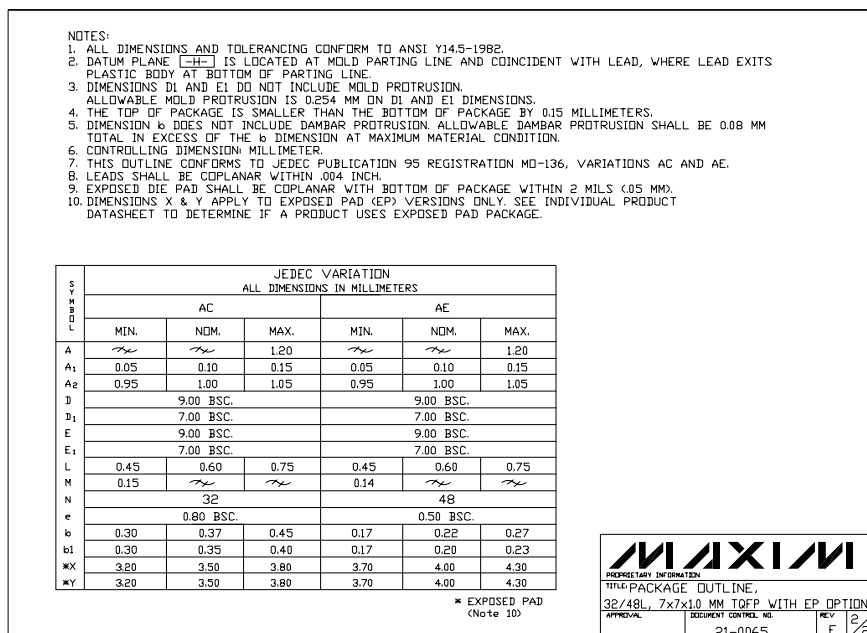 NOTES:
1. ALL DIMENSIONS AND TOLERANCING CONFORM TO ANSI Y14.5-1982.
2. DATUM PLANE -H- IS LOCATED AT MOLD PARTING LINE AND COINCIDENT WITH LEAD, WHERE LEAD EXITS
PLASTIC BODY AT BOTTOM OF PARTING LINE.
3. DIMENSIONS D1 AND E1 DO NOT INCLUDE MOLD PROTRUSION.
ALLOWABLE MOLD PROTRUSION IS 0.254 MM ON D1 AND E1 DIMENSIONS.
4. THE TOP OF PACKAGE IS SMALLER THAN THE BOTTOM OF PACKAGE BY 0.15 MILLIMETERS.
5. DIMENSION b DOES NOT INCLUDE DAMBAR PROTRUSION. ALLOWABLE DAMBAR PROTRUSION SHALL BE 0.08 MM
TOTAL IN EXCESS OF THE b DIMENSION AT MAXIMUM MATERIAL CONDITION.
6. CONTROLLING DIMENSION: MILLIMETER.
7. THIS OUTLINE CONFORMS TO JEDEC PUBLICATION 95 REGISTRATION MO-136, VARIATIONS AC AND AE.
8. LEADS SHALL BE COPLANAR WITHIN .004 INCH.
9. EXPOSED DIE PAD SHALL BE COPLANAR WITH BOTTOM OF PACKAGE WITHIN 2 MILS (.05 MM).
10. DIMENSIONS X & Y APPLY TO EXPOSED PAD (EP) VERSIONS ONLY. SEE INDIVIDUAL PRODUCT
DATASHEET TO DETERMINE IF A PRODUCT USES EXPOSED PAD PACKAGE.
SYMBOL
JEDEC VARIATION
ALL DIMENSIONS IN MILLIMETERS
AC AE
MIN. NOM. MAX. MIN. NOM. MAX.
A 1.20 1.20
A1 0.05 0.10 0.15 0.05 0.10 0.15
A2 0.95 1.00 1.05 0.95 1.00 1.05
D 9.00 BSC. 9.00 BSC.
D1 7.00 BSC. 7.00 BSC.
E 9.00 BSC. 9.00 BSC.
E1 7.00 BSC. 7.00 BSC.
L 0.45 0.60 0.75 0.45 0.60 0.75
M 0.15 0.14
N 32 48
e 0.80 BSC. 0.50 BSC.
b 0.30 0.37 0.45 0.17 0.22 0.27
b1 0.30 0.35 0.40 0.17 0.20 0.23
*X 3.20 3.50 3.80 3.70 4.00 4.30
*Y 3.20 3.50 3.80 3.70 4.00 4.30
* EXPOSED PAD
(Note 10)
MAXIM
PROPRIETARY INFORMATION
TITLE: PACKAGE OUTLINE,
32/48L, 7x7x1.0 MM TQFP WITH EP OPTION
APPROVAL DOCUMENT CONTROL NO. REV
21-0065 F 2/